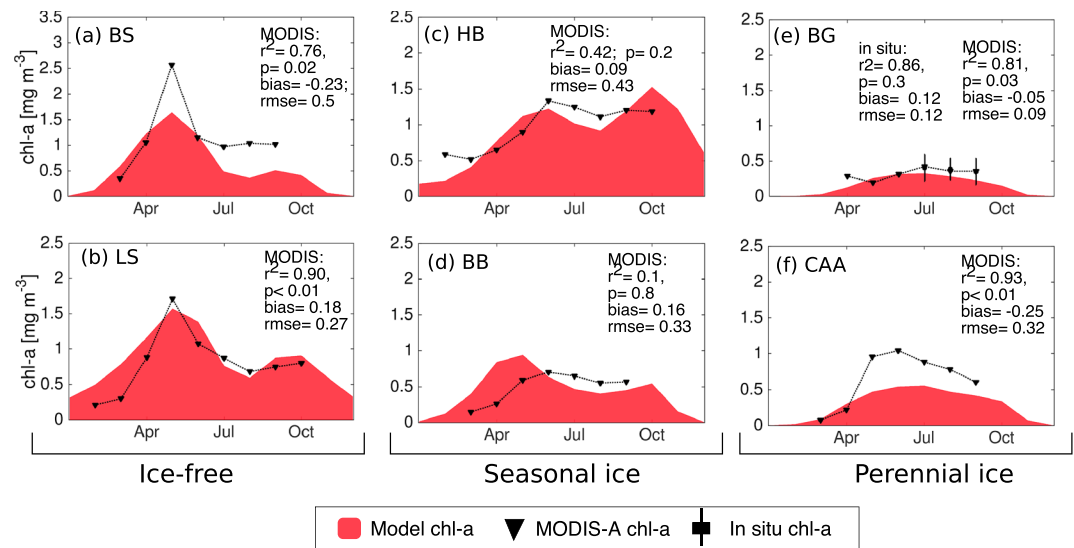 (a) BS
MODIS:
r2= 0.76,
p= 0.02
bias= -0.23;
rmse= 0.5
chl-a [mg m-3]
3.5
3
2.5
2
1.5
1
0.5
0
Apr
Jul
Oct
(c) HB
MODIS:
r2= 0.42; p= 0.2
bias= 0.09
rmse= 0.43
2.5
2
1.5
1
0.5
0
Apr
Jul
Oct
(e) BG
in situ:
r2= 0.86,
p= 0.3
bias= 0.12
rmse= 0.12
MODIS:
r2= 0.81,
p= 0.03
bias= -0.05
rmse= 0.09
2.5
2
1.5
1
0.5
0
Apr
Jul
Oct
(b) LS
MODIS:
r2= 0.90,
p< 0.01
bias= 0.18
rmse= 0.27
chl-a [mg m-3]
2.5
2
1.5
1
0.5
0
Apr
Jul
Oct
(d) BB
MODIS:
r2= 0.1,
p= 0.8
bias= 0.16
rmse= 0.33
2.5
2
1.5
1
0.5
0
Apr
Jul
Oct
(f) CAA
MODIS:
r2= 0.93,
p< 0.01
bias= -0.25
rmse= 0.32
2.5
2
1.5
1
0.5
0
Apr
Jul
Oct
Ice-free
Seasonal ice
Perennial ice
Model chl-a
MODIS-A chl-a
In situ chl-a